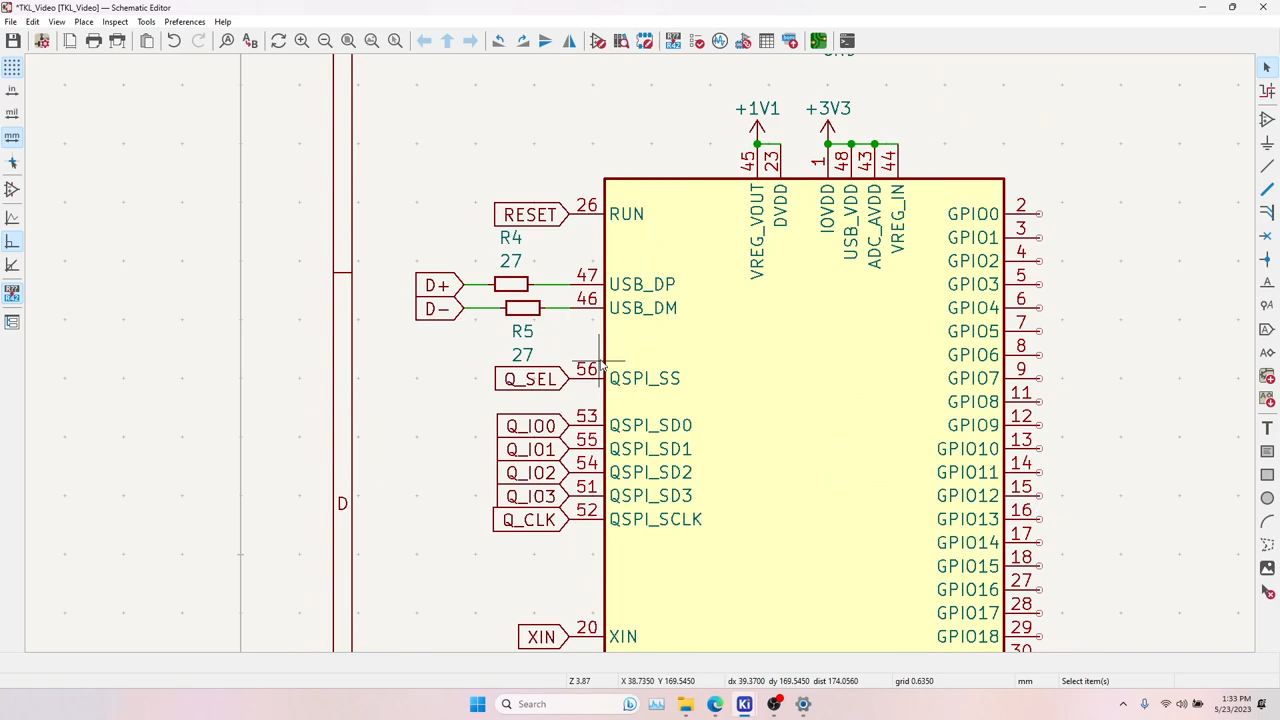 *TKL_Video [TKL_Video] — Schematic Editor
File Edit View Place Inspect Tools Preferences Help
in
mil
mm
+1V1 +3V3
45 23 1 48 43 44
VREG_VOUT DVDD IOVDD USB_VDD ADC_AVDD VREG_IN
RESET 26 RUN
R4
27
D+ 47 USB_DP
D- 46 USB_DM
R5
27
Q_SEL 56 QSPI_SS
Q_IO0 53 QSPI_SD0
Q_IO1 55 QSPI_SD1
Q_IO2 54 QSPI_SD2
Q_IO3 51 QSPI_SD3
Q_CLK 52 QSPI_SCLK
XIN 20 XIN
D
GPIO0 2
GPIO1 3
GPIO2 4
GPIO3 5
GPIO4 6
GPIO5 7
GPIO6 8
GPIO7 9
GPIO8 11
GPIO9 12
GPIO10 13
GPIO11 14
GPIO12 15
GPIO13 16
GPIO14 17
GPIO15 18
GPIO16 27
GPIO17 28
GPIO18 29
30
Z 3.87 X 38.7350 Y 169.5450 dx 39.3700 dy 169.5450 dist 174.0560 grid 0.6350 mm Select item(s)
Search
1:33 PM
5/23/2023